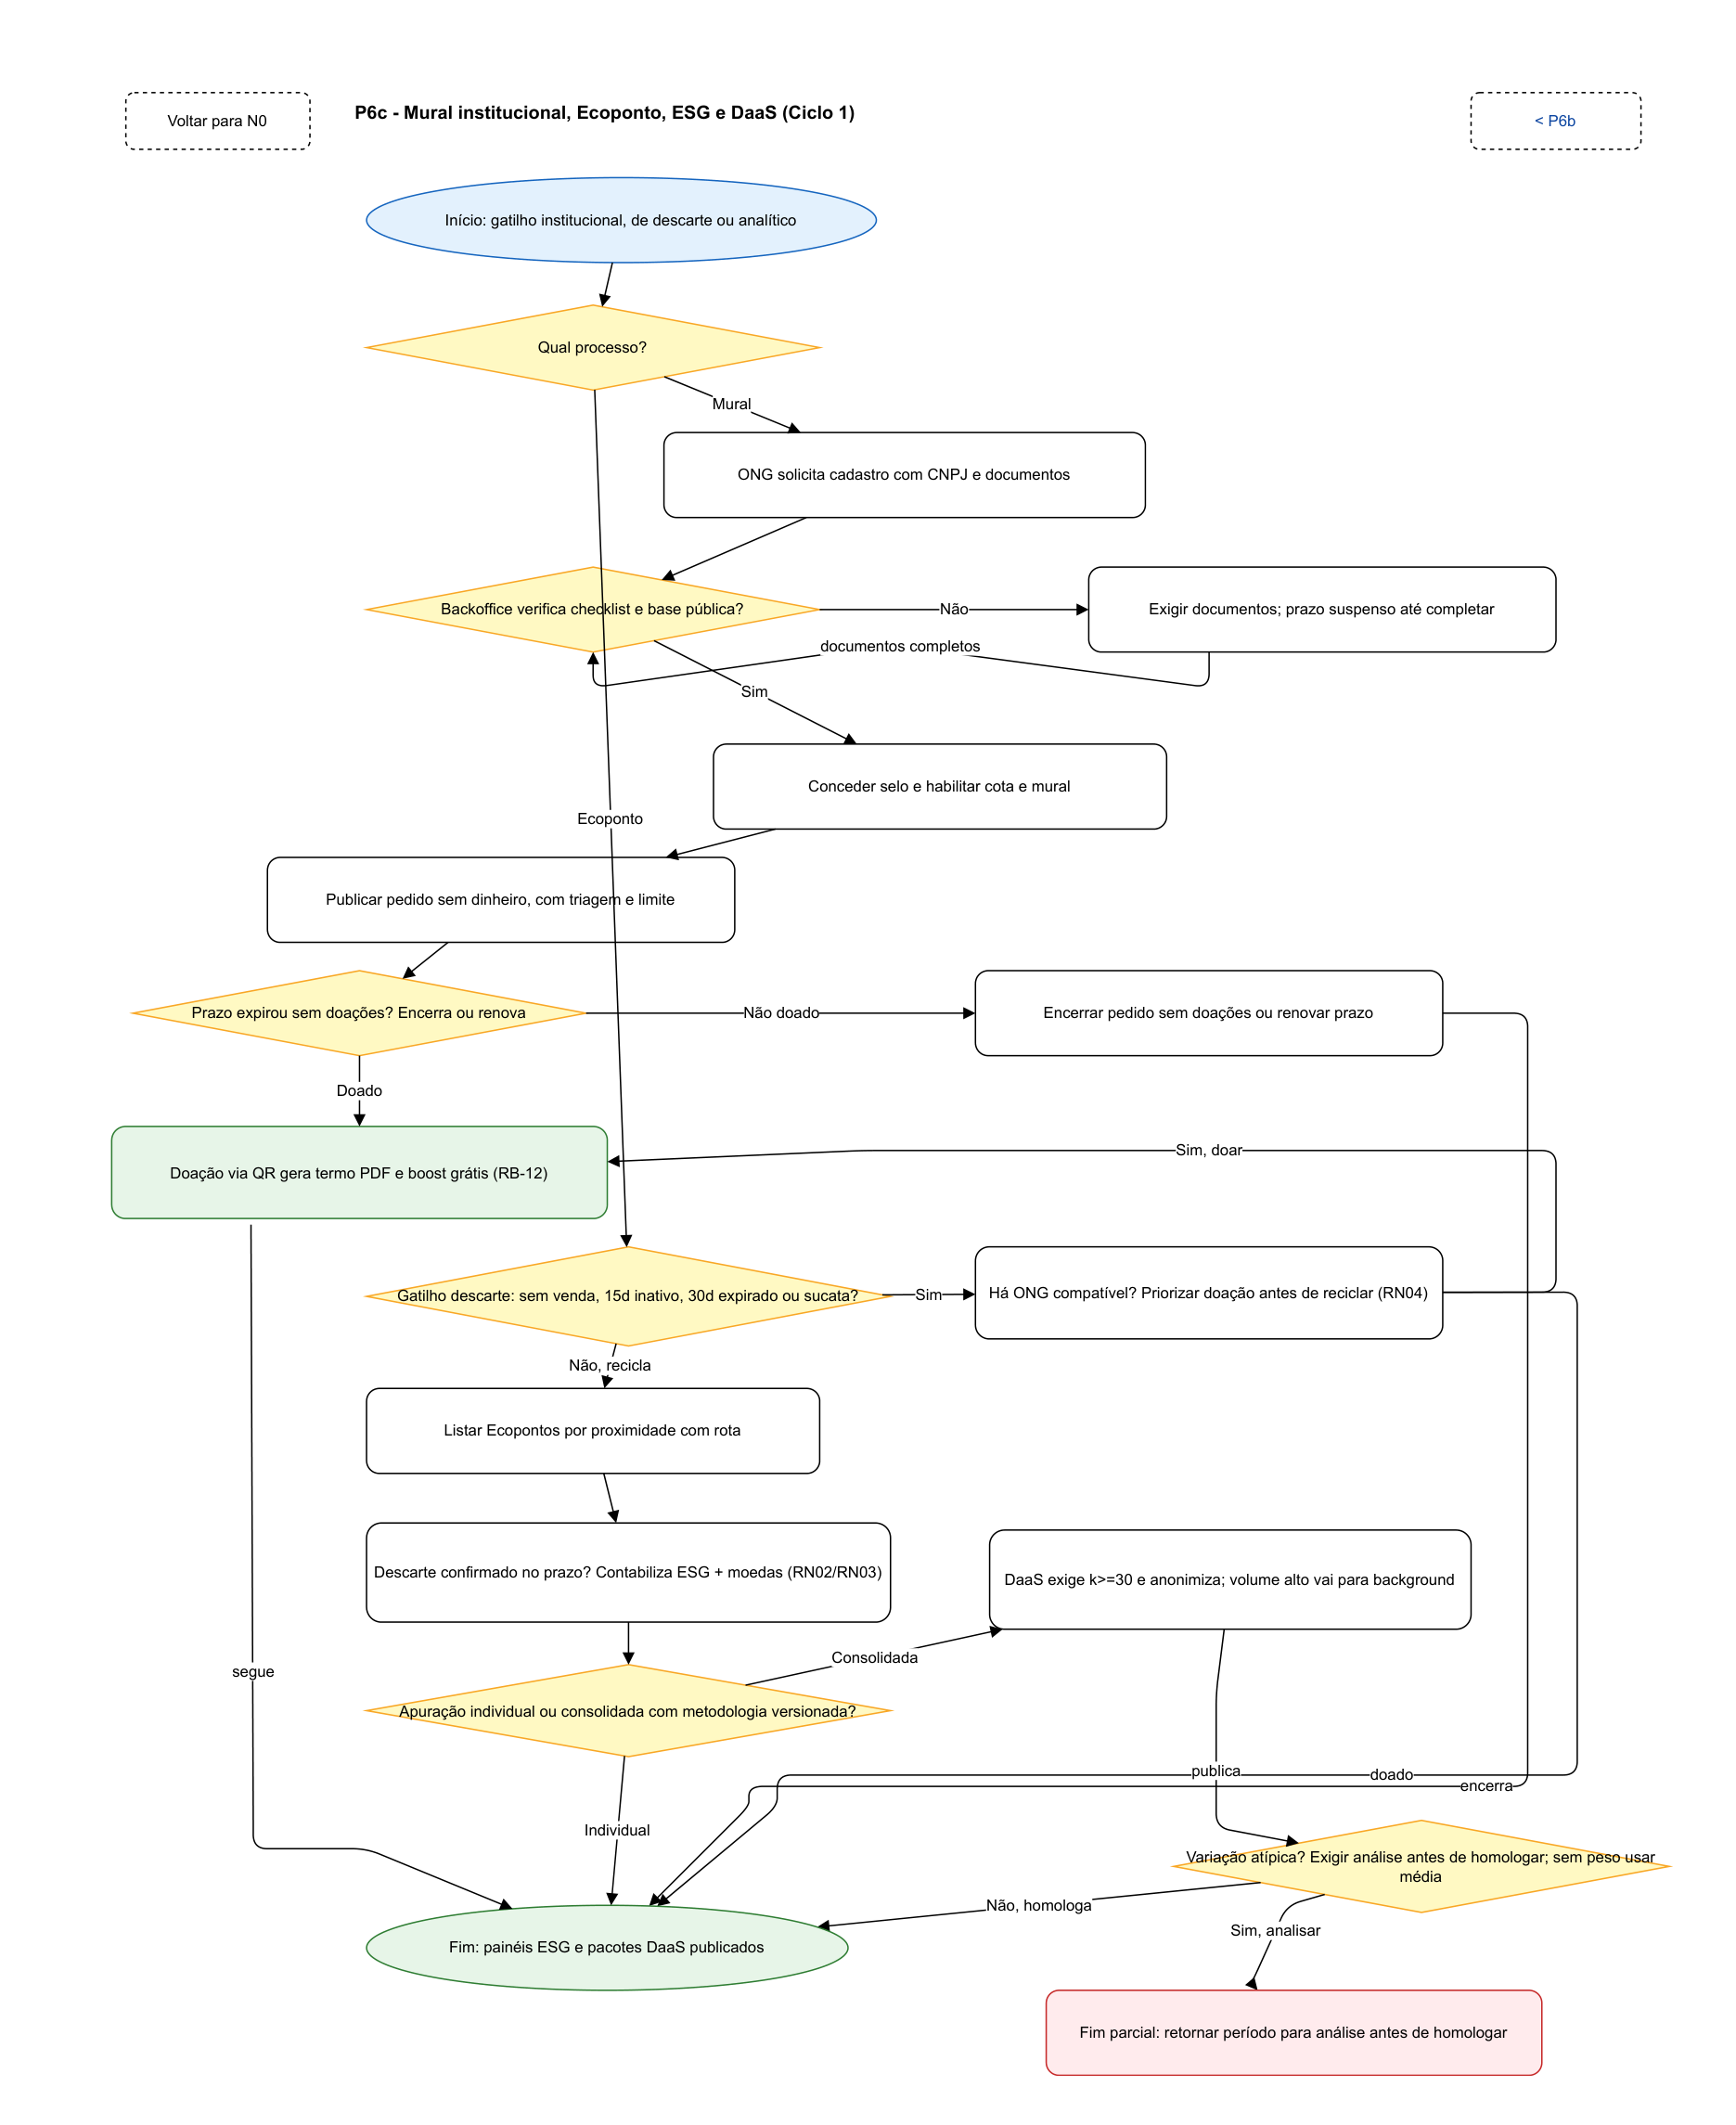 Voltar para N0
P6c - Mural institucional, Ecoponto, ESG e DaaS (Ciclo 1)
< P6b
Início: gatilho institucional, de descarte ou analítico
Qual processo?
Mural
ONG solicita cadastro com CNPJ e documentos
Backoffice verifica checklist e base pública?
Não
Exigir documentos; prazo suspenso até completar
documentos completos
Sim
Conceder selo e habilitar cota e mural
Ecoponto
Publicar pedido sem dinheiro, com triagem e limite
Prazo expirou sem doações? Encerra ou renova
Não doado
Encerrar pedido sem doações ou renovar prazo
Doado
Sim, doar
Doação via QR gera termo PDF e boost grátis (RB-12)
Gatilho descarte: sem venda, 15d inativo, 30d expirado ou sucata?
Sim
Há ONG compatível? Priorizar doação antes de reciclar (RN04)
Não, recicla
Listar Ecopontos por proximidade com rota
Descarte confirmado no prazo? Contabiliza ESG + moedas (RN02/RN03)
DaaS exige k>=30 e anonimiza; volume alto vai para background
Consolidada
segue
Apuração individual ou consolidada com metodologia versionada?
publica
doado
encerra
Individual
Variação atípica? Exigir análise antes de homologar; sem peso usar
média
Não, homologa
Sim, analisar
Fim: painéis ESG e pacotes DaaS publicados
Fim parcial: retornar período para análise antes de homologar